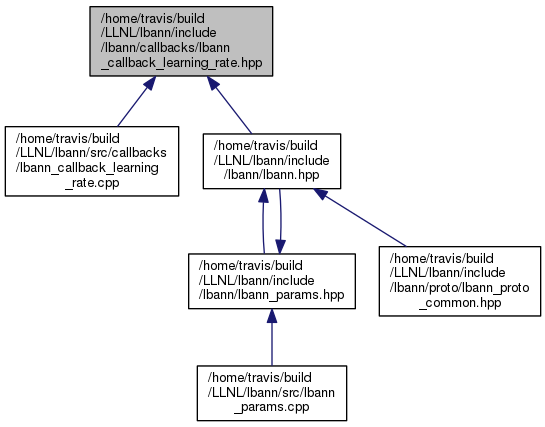 /home/travis/build
/LLNL/lbann/include
/lbann/callbacks/lbann
_callback_learning_rate.hpp
/home/travis/build
/LLNL/lbann/src/callbacks
/lbann_callback_learning
_rate.cpp
/home/travis/build
/LLNL/lbann/include
/lbann/lbann.hpp
/home/travis/build
/LLNL/lbann/include
/lbann/lbann_params.hpp
/home/travis/build
/LLNL/lbann/include
/lbann/proto/lbann_proto
_common.hpp
/home/travis/build
/LLNL/lbann/src/lbann
_params.cpp